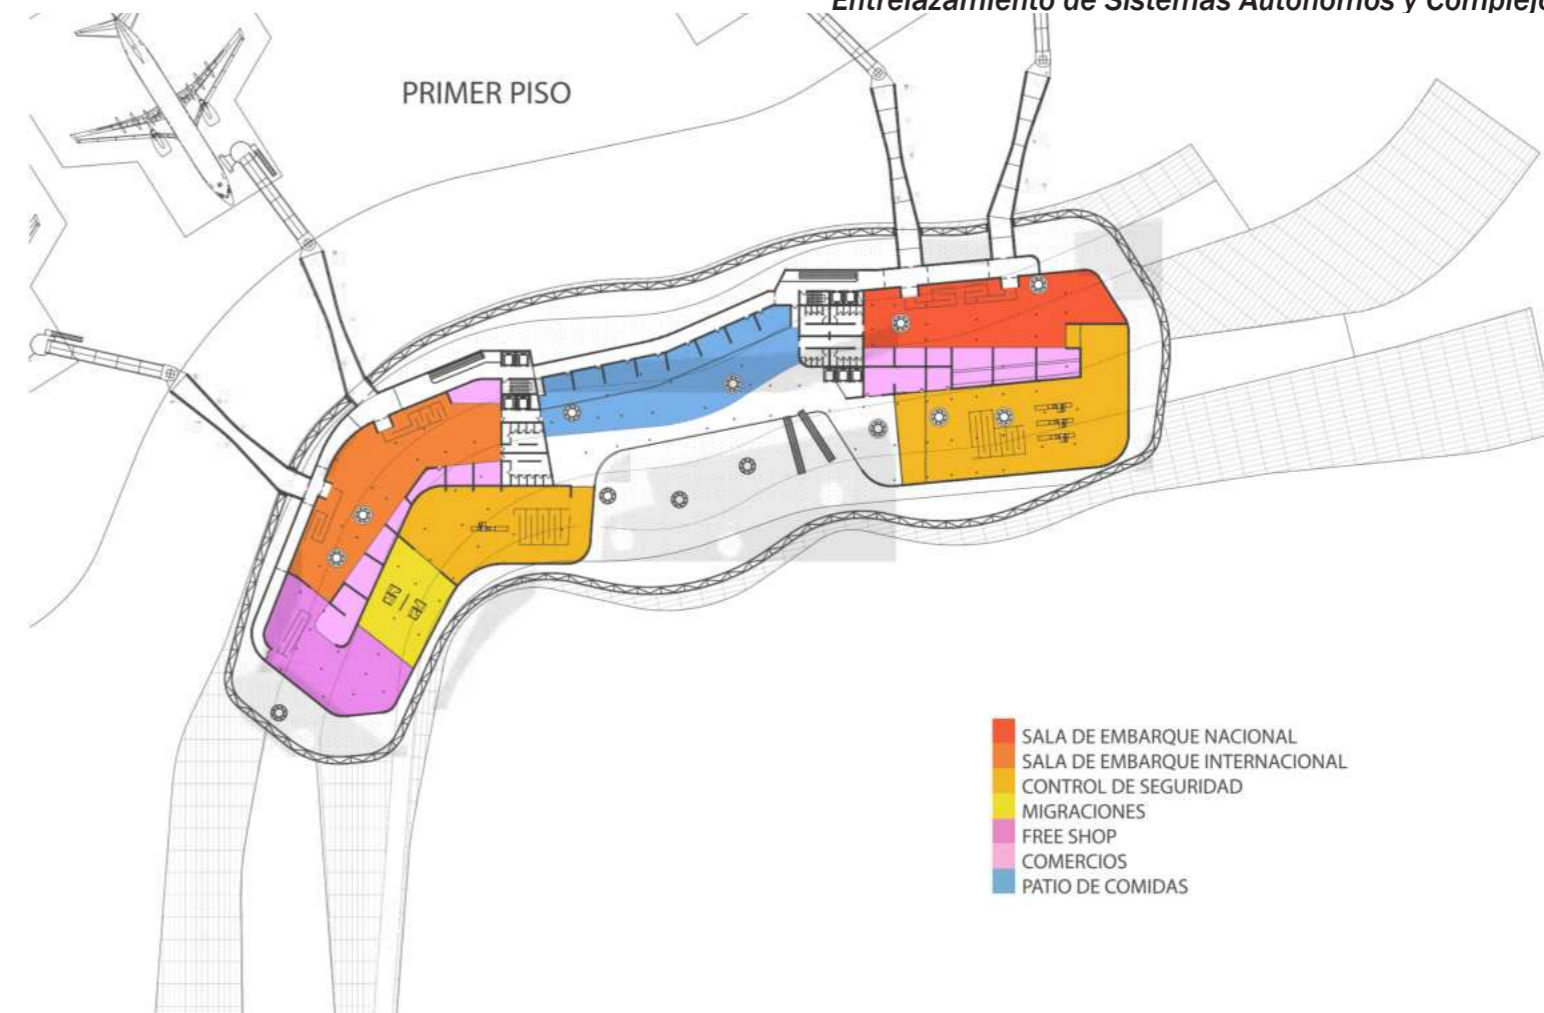 Entrelazamiento de Sistemas Autónomos y Complejo
PRIMER PISO
SALA DE EMBARQUE NACIONAL
SALA DE EMBARQUE INTERNACIONAL
CONTROL DE SEGURIDAD
MIGRACIONES
FREE SHOP
COMERCIOS
PATIO DE COMIDAS